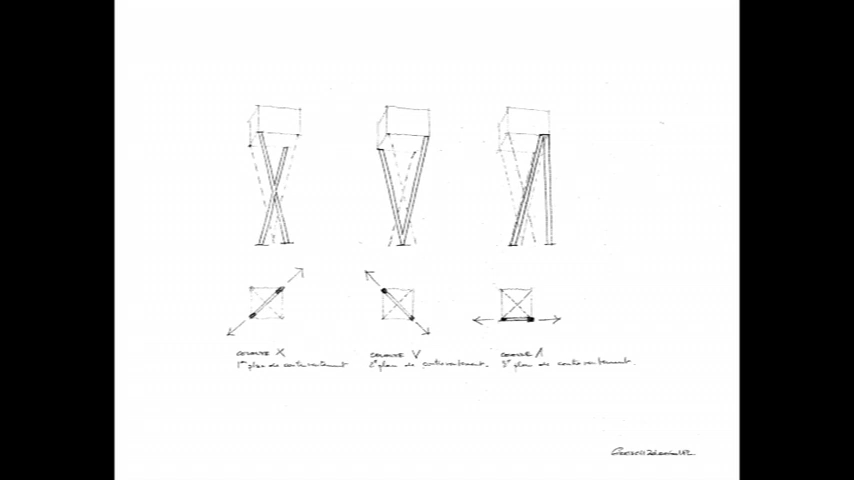 COLONNE X
1er plan de contreventement
COLONNE V
2e plan de contreventement.
COLONNE Λ
3e plan de contreventement.